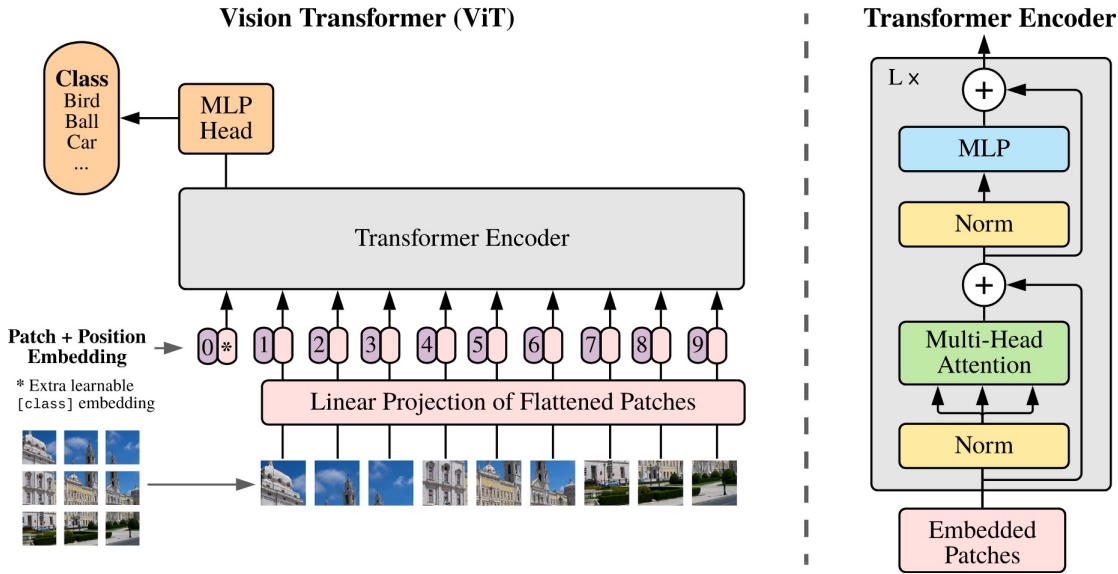 Vision Transformer (ViT)
Class
Bird
Ball
Car
...
MLP
Head
Transformer Encoder
Patch + Position
Embedding
* Extra learnable
[class] embedding
0 * 1 2 3 4 5 6 7 8 9
Linear Projection of Flattened Patches
Transformer Encoder
L ×
+
MLP
Norm
+
Multi-Head
Attention
Norm
Embedded
Patches